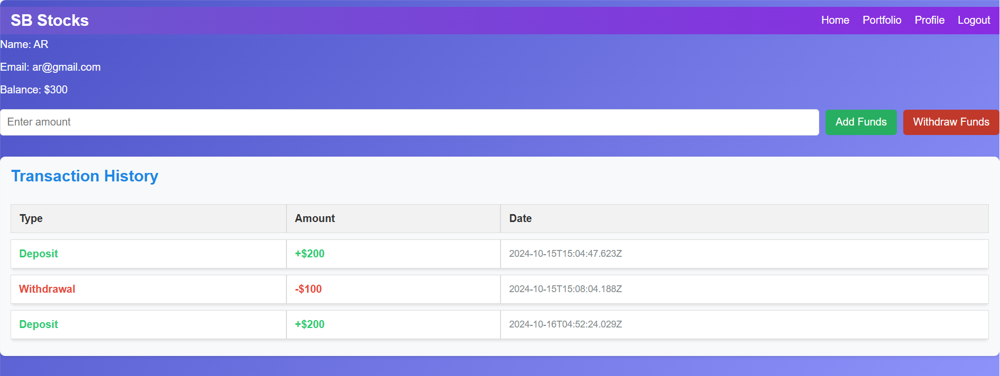 SB Stocks Home Portfolio Profile Logout
Name: AR
Email: ar@gmail.com
Balance: $300
Enter amount Add Funds Withdraw Funds
Transaction History
Type Amount Date
Deposit +$200 2024-10-15T15:04:47.623Z
Withdrawal -$100 2024-10-15T15:08:04.188Z
Deposit +$200 2024-10-16T04:52:24.029Z